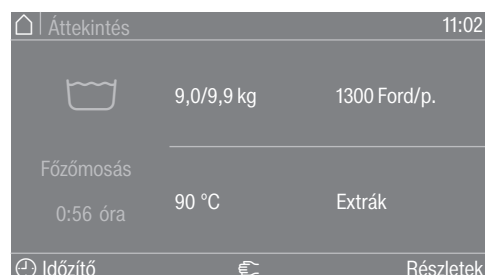 Áttekintés 11:02
9,0/9,9 kg 1300 Ford/p.
Főzőmosás
0:56 óra
90 °C Extrák
Időzítő Részletek